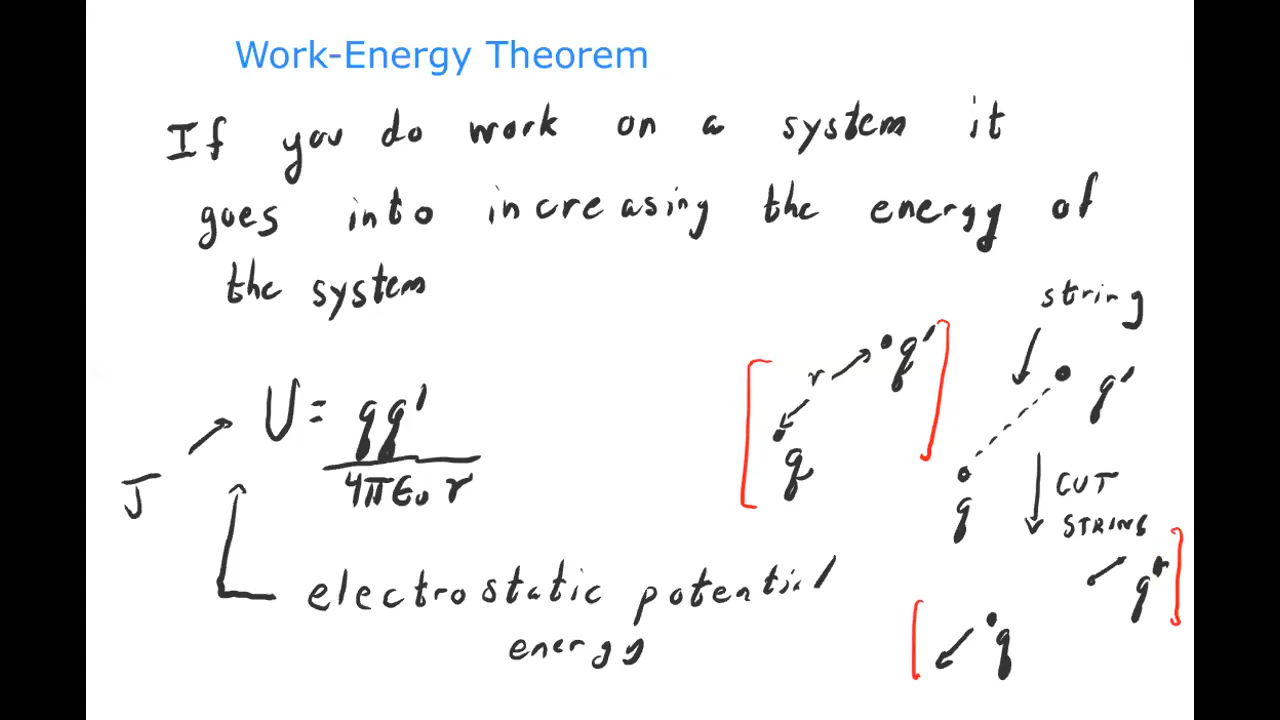 Work-Energy Theorem
If you do work on a system it
goes into increasing the energy of
the system
string
q'
r
q
q'
q
U = qq'
4πϵ₀ r
J
CUT
STRING
q'
q
electrostatic potential
energy